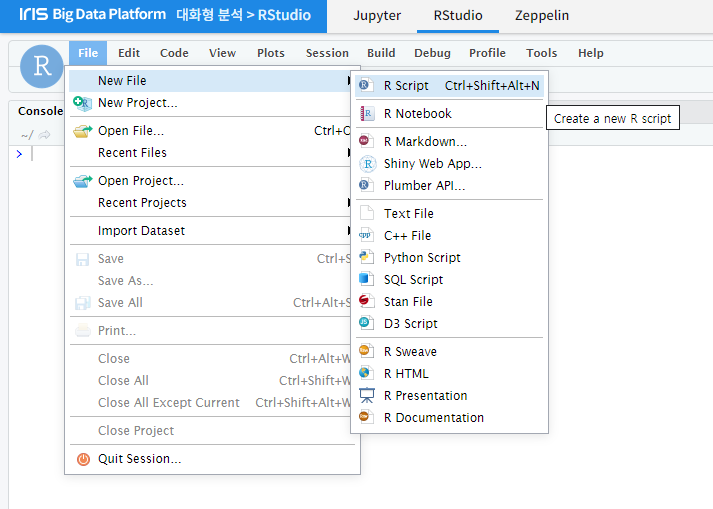 IRIS Big Data Platform 대화형 분석 > RStudio Jupyter RStudio Zeppelin
R File Edit Code View Plots Session Build Debug Profile Tools Help
New File
New Project...
Open File... Ctrl+O
Recent Files
Open Project...
Recent Projects
Import Dataset
Save Ctrl+S
Save As...
Save All Ctrl+Alt+S
Print...
Close Ctrl+Alt+W
Close All Ctrl+Shift+W
Close All Except Current Ctrl+Shift+Alt+W
Close Project
Quit Session...
R Script Ctrl+Shift+Alt+N
R Notebook
R Markdown...
Shiny Web App...
Plumber API...
Text File
C++ File
Python Script
SQL Script
Stan File
D3 Script
R Sweave
R HTML
R Presentation
R Documentation
Create a new R script
Console
~/
>